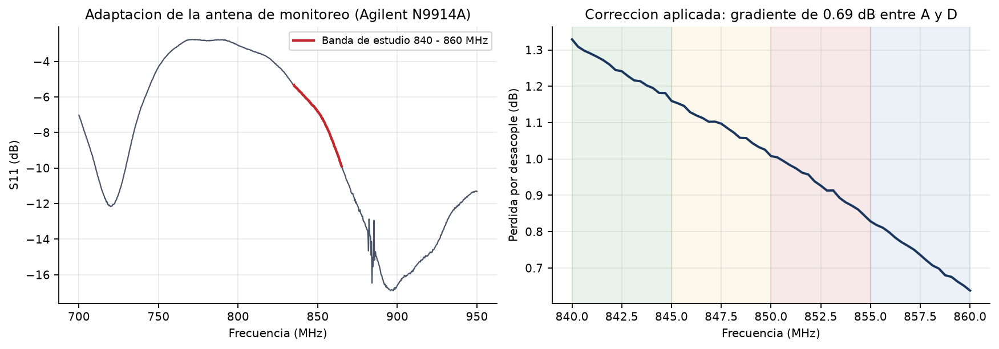 Adaptacion de la antena de monitoreo (Agilent N9914A)
Banda de estudio 840 - 860 MHz
S11 (dB)
−4
−6
−8
−10
−12
−14
−16
700 750 800 850 900 950
Frecuencia (MHz)
Correccion aplicada: gradiente de 0.69 dB entre A y D
Perdida por desacople (dB)
1.3
1.2
1.1
1.0
0.9
0.8
0.7
840.0 842.5 845.0 847.5 850.0 852.5 855.0 857.5 860.0
Frecuencia (MHz)